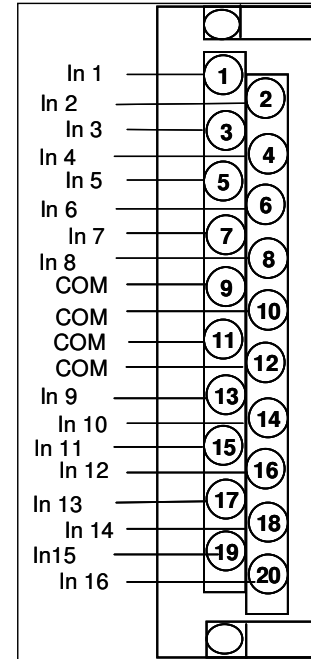 In 1 1
In 2 2
In 3 3
In 4 4
In 5 5
In 6 6
In 7 7
In 8 8
COM 9
COM 10
COM 11
COM 12
In 9 13
In 10 14
In 11 15
In 12 16
In 13 17
In 14 18
In15 19
In 16 20